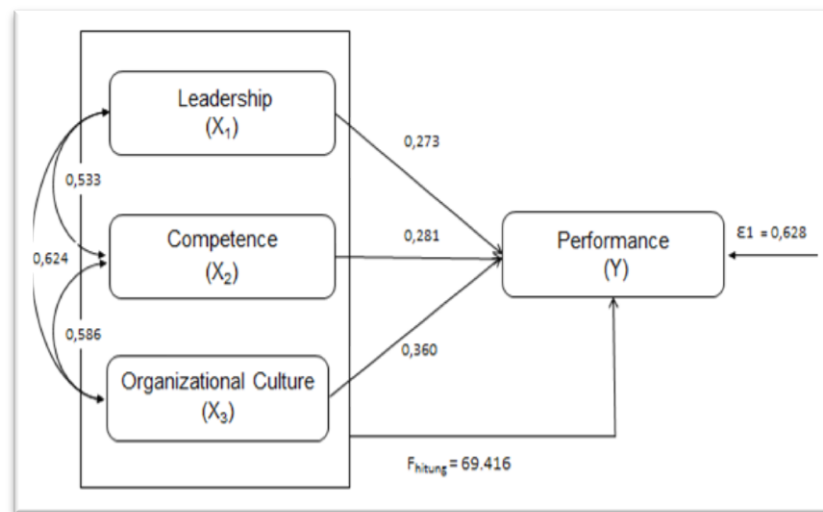 Leadership
(X₁)
0,273
0,533
Competence
(X₂)
0,281
Performance
(Y)
ε1 = 0,628
0,624
0,586
Organizational Culture
(X₃)
0,360
Fhitung = 69.416